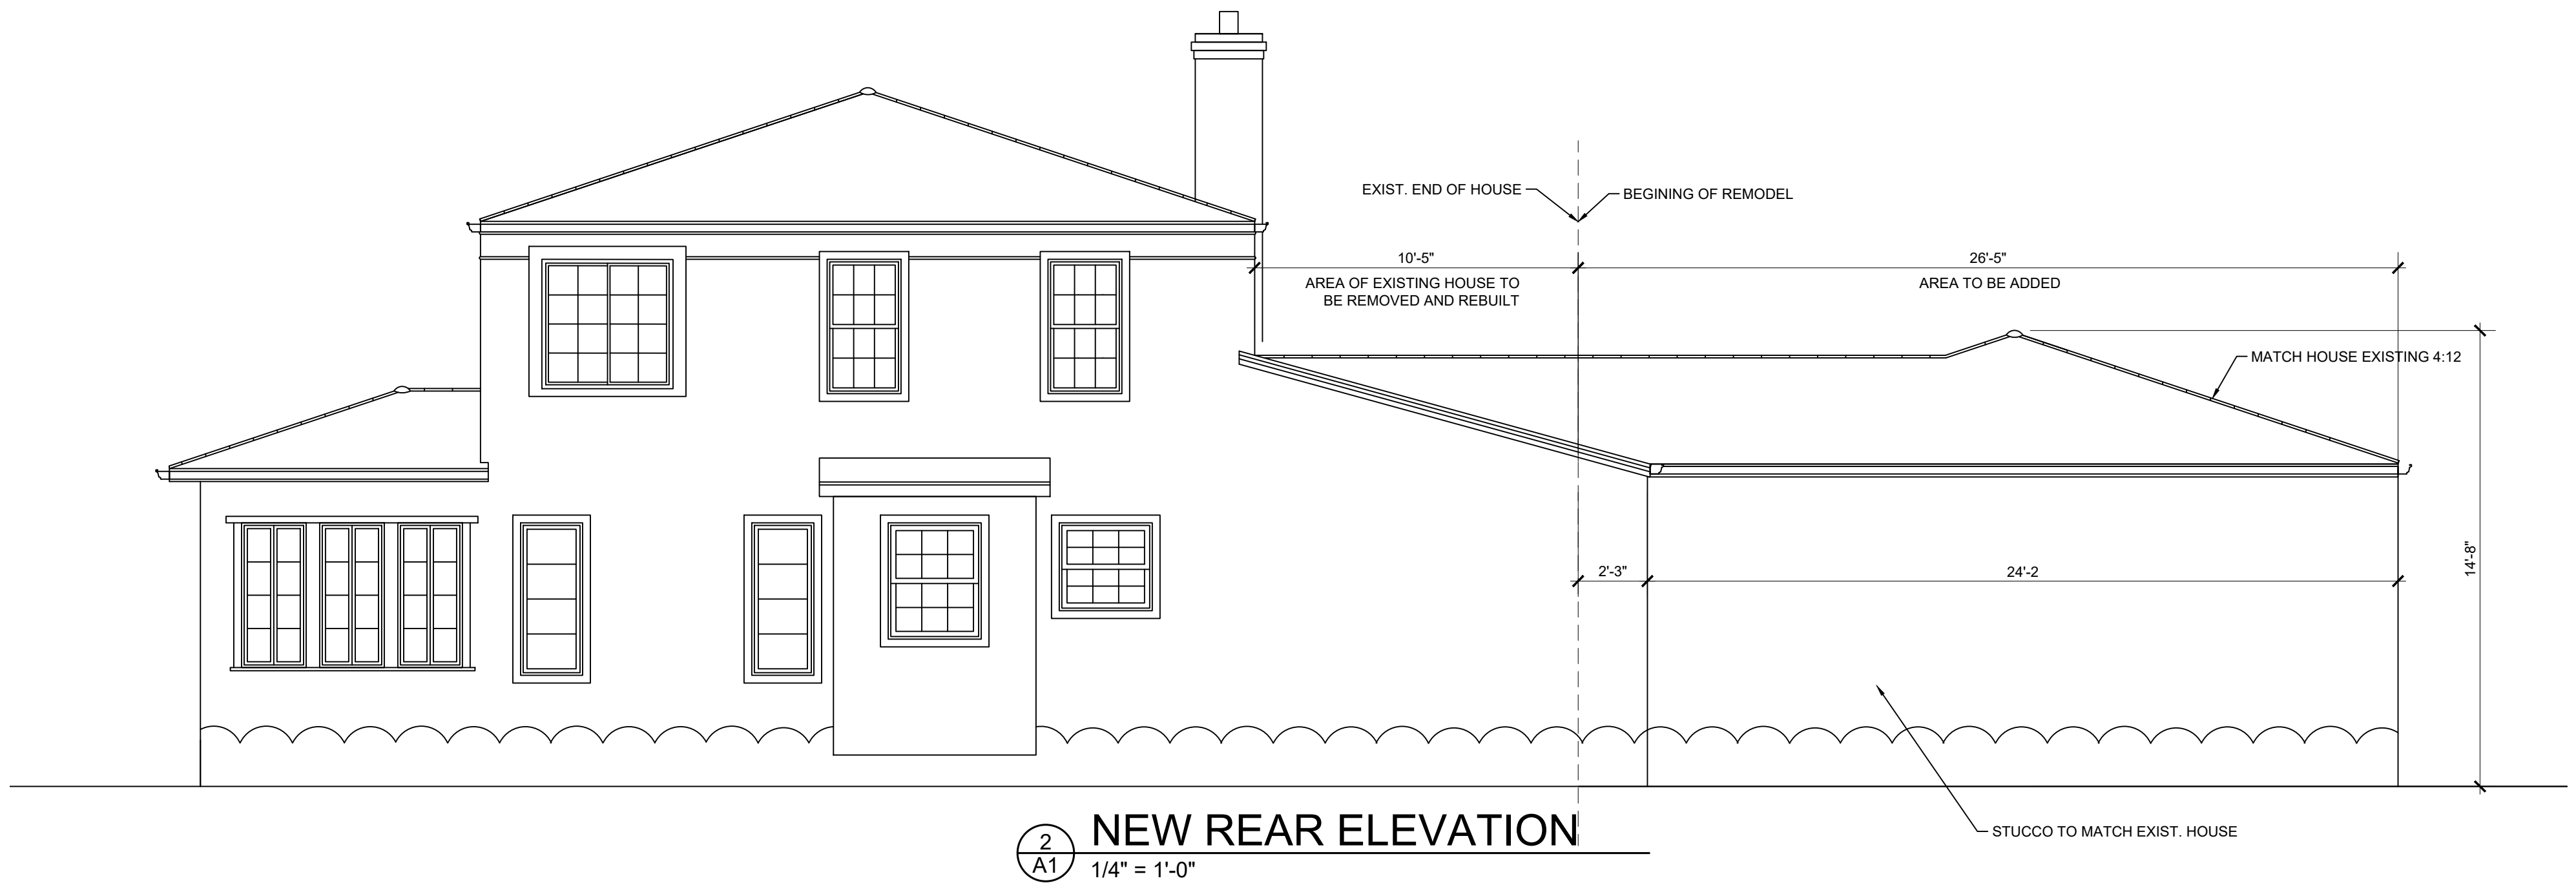 EXIST. END OF HOUSE
BEGINING OF REMODEL
10'-5"
26'-5"
AREA OF EXISTING HOUSE TO
BE REMOVED AND REBUILT
AREA TO BE ADDED
MATCH HOUSE EXISTING 4:12
14'-8"
2'-3"
24'-2
STUCCO TO MATCH EXIST. HOUSE
2
A1
NEW REAR ELEVATION
1/4" = 1'-0"